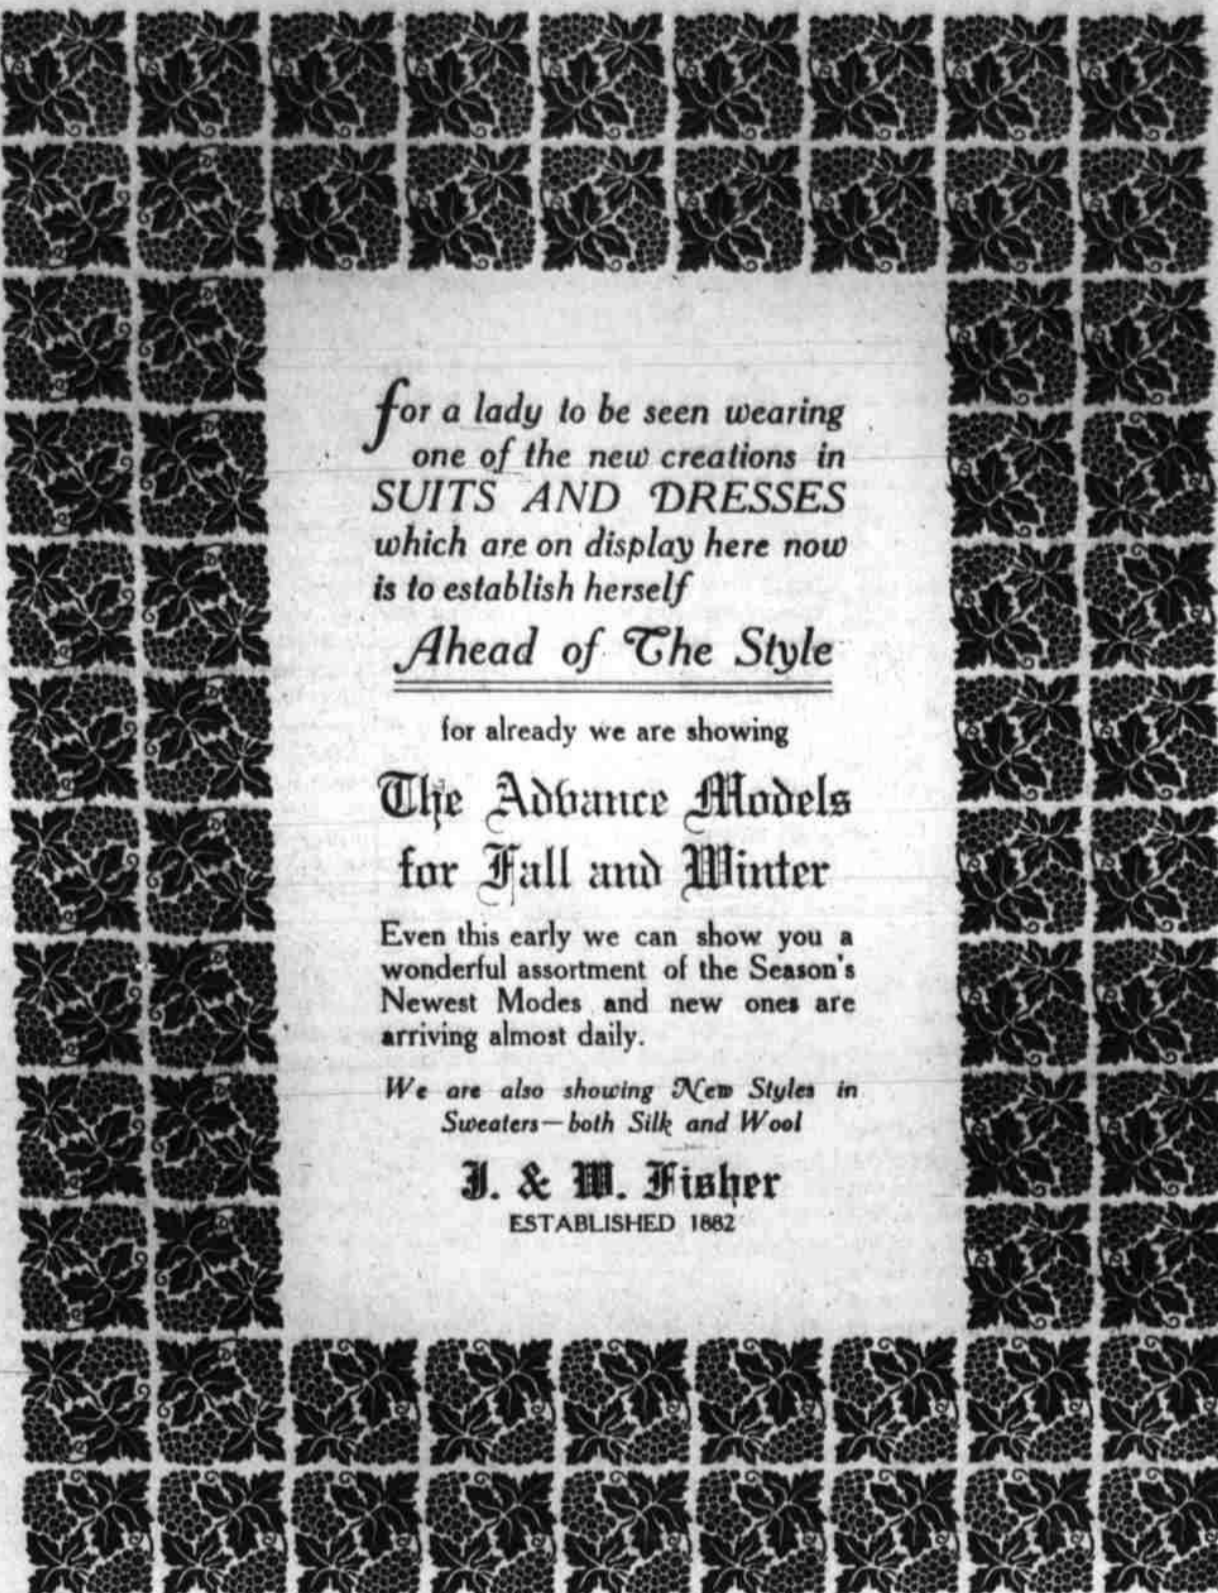 for a lady to be seen wearing
one of the new creations in
SUITS AND DRESSES
which are on display here now
is to establish herself
Ahead of The Style
for already we are showing
The Advance Models
for Fall and Winter
Even this early we can show you a
wonderful assortment of the Season's
Newest Modes and new ones are
arriving almost daily.
We are also showing New Styles in
Sweaters—both Silk and Wool
J. & W. Fisher
ESTABLISHED 1882